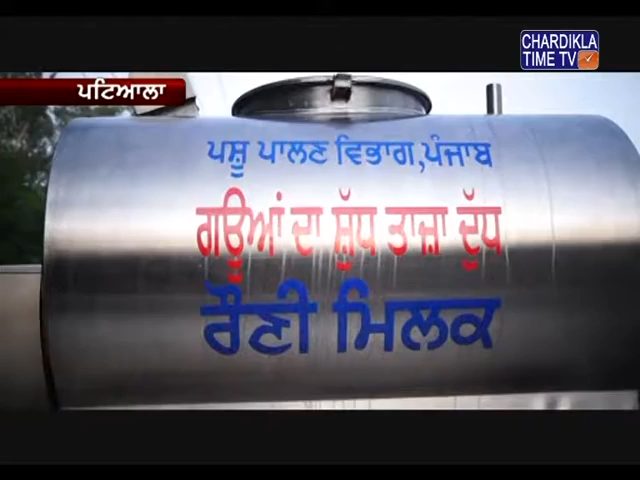 CHARDIKLA
TIME TV
ਪਟਿਆਲਾ
ਪਸ਼ੂ ਪਾਲਣ ਵਿਭਾਗ,ਪੰਜਾਬ
ਗਊਆਂ ਦਾ ਸ਼ੁੱਧ ਤਾਜ਼ਾ ਦੁੱਧ
ਰੌਣੀ ਮਿਲਕ